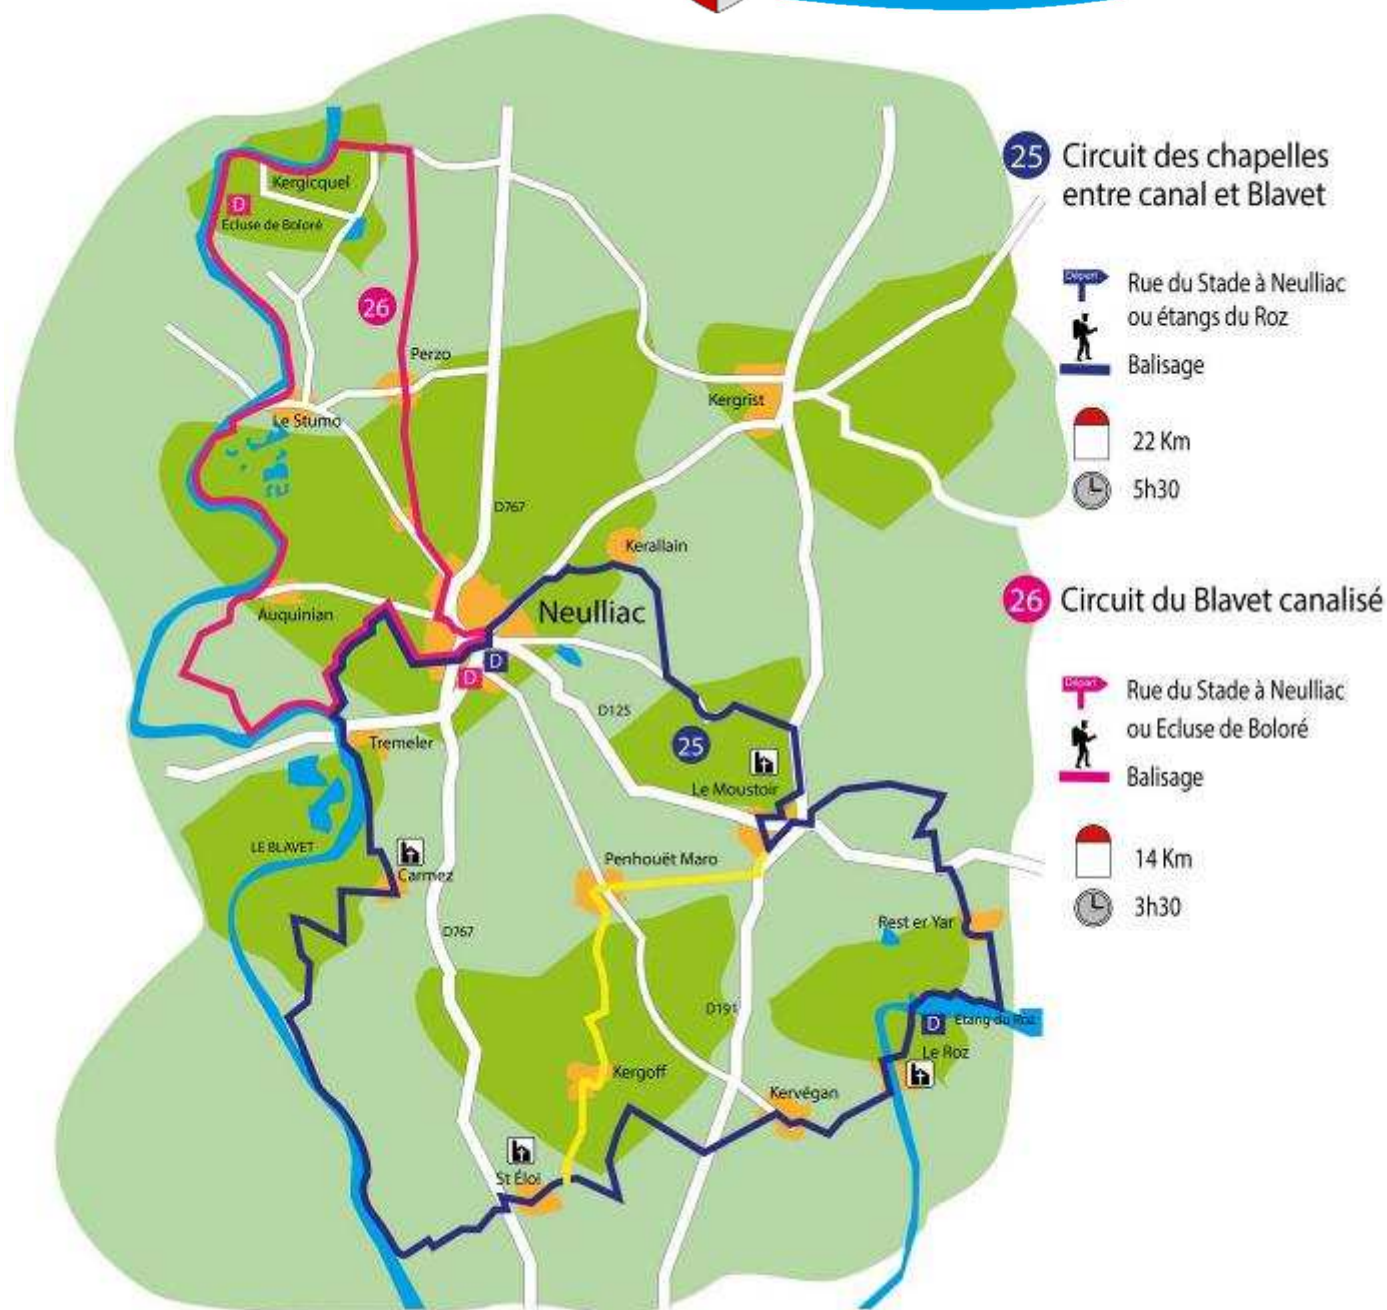 Kergicquel
D
Ecluse de Boloré
26
Perzo
Le Stumo
Kergrist
D767
Kerallain
Auquinian
Neulliac
D
D
D125
25
Tremeler
Le Moustoir
LE BLAVET
Carmez
Penhouët Maro
D767
Rest er Yar
D191
D
Etang du Roz
Le Roz
Kergoff
Kervégan
St Éloi
25 Circuit des chapelles
entre canal et Blavet
Départ
Rue du Stade à Neulliac
ou étangs du Roz
Balisage
22 Km
5h30
26 Circuit du Blavet canalisé
Départ
Rue du Stade à Neulliac
ou Ecluse de Boloré
Balisage
14 Km
3h30